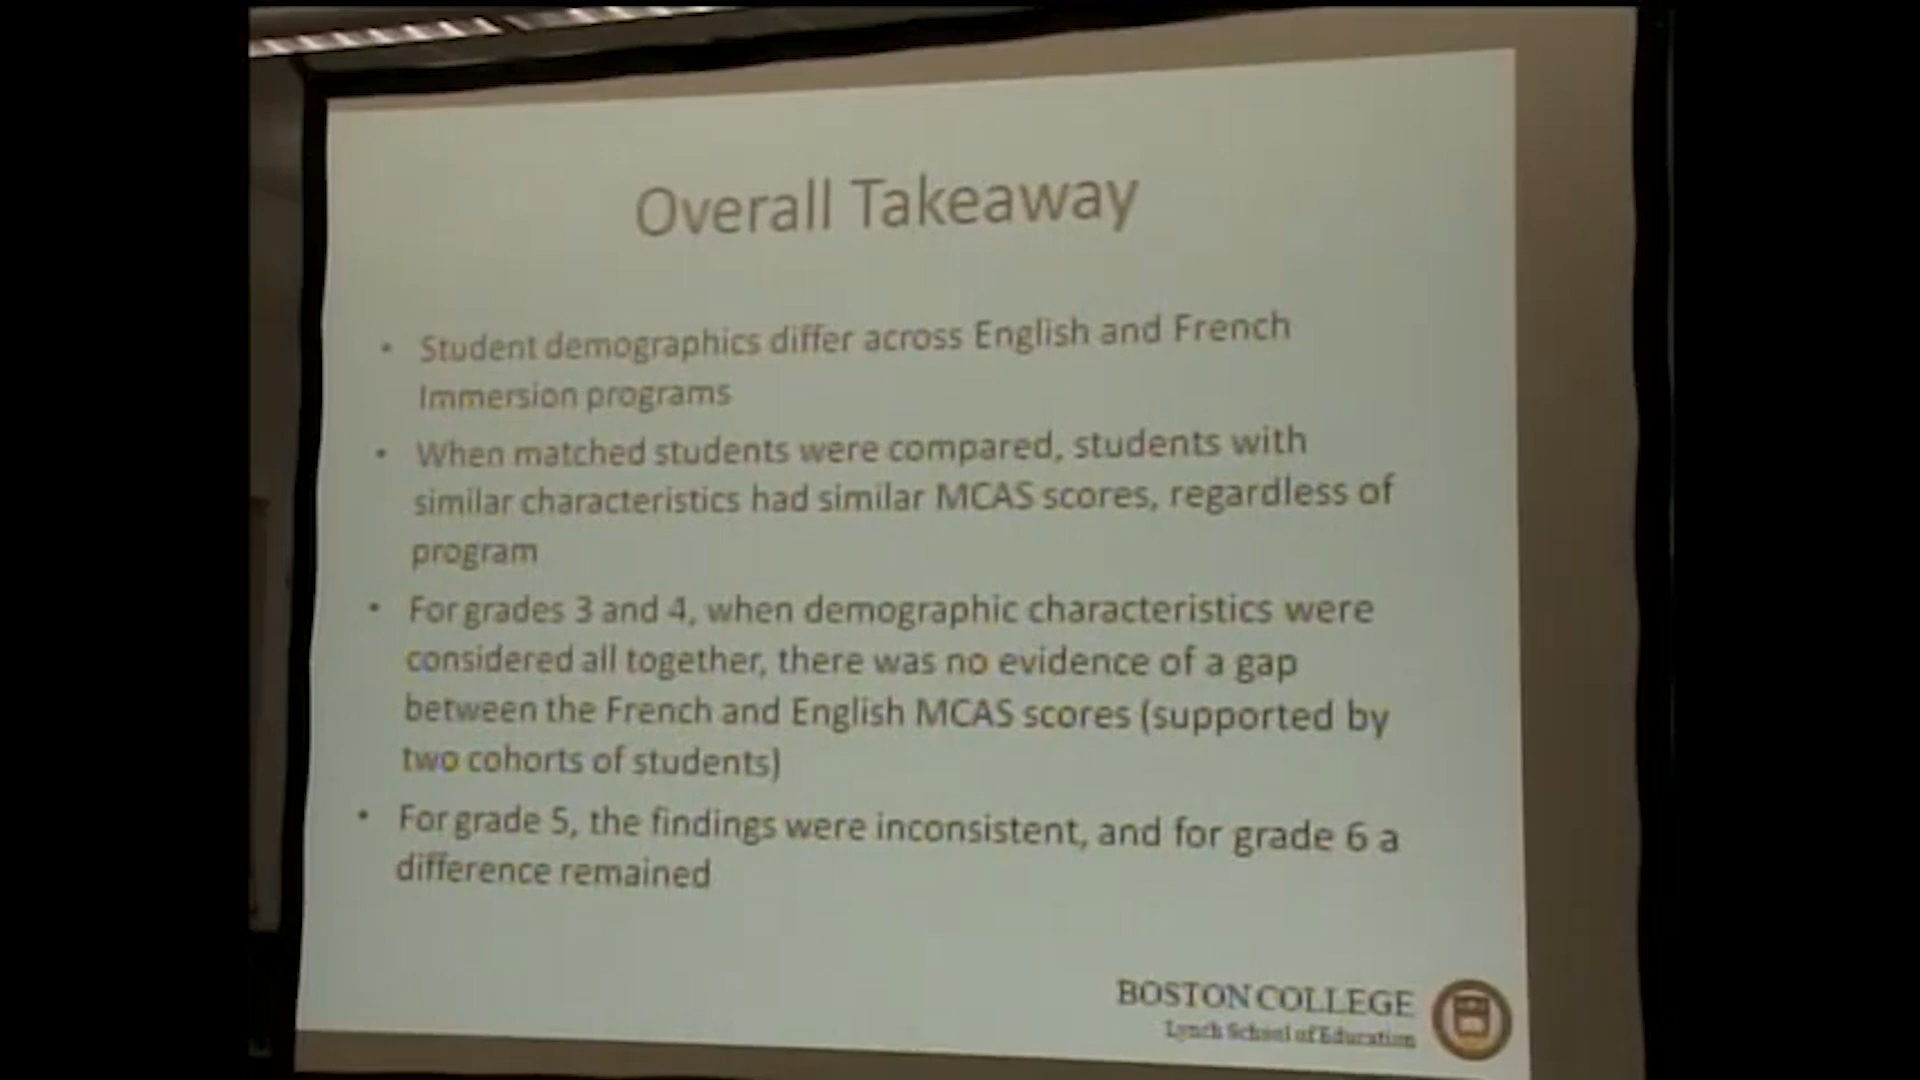 Overall Takeaway
• Student demographics differ across English and French
Immersion programs
• When matched students were compared, students with
similar characteristics had similar MCAS scores, regardless of
program
• For grades 3 and 4, when demographic characteristics were
considered all together, there was no evidence of a gap
between the French and English MCAS scores (supported by
two cohorts of students)
• For grade 5, the findings were inconsistent, and for grade 6 a
difference remained
BOSTON COLLEGE
Lynch School of Education